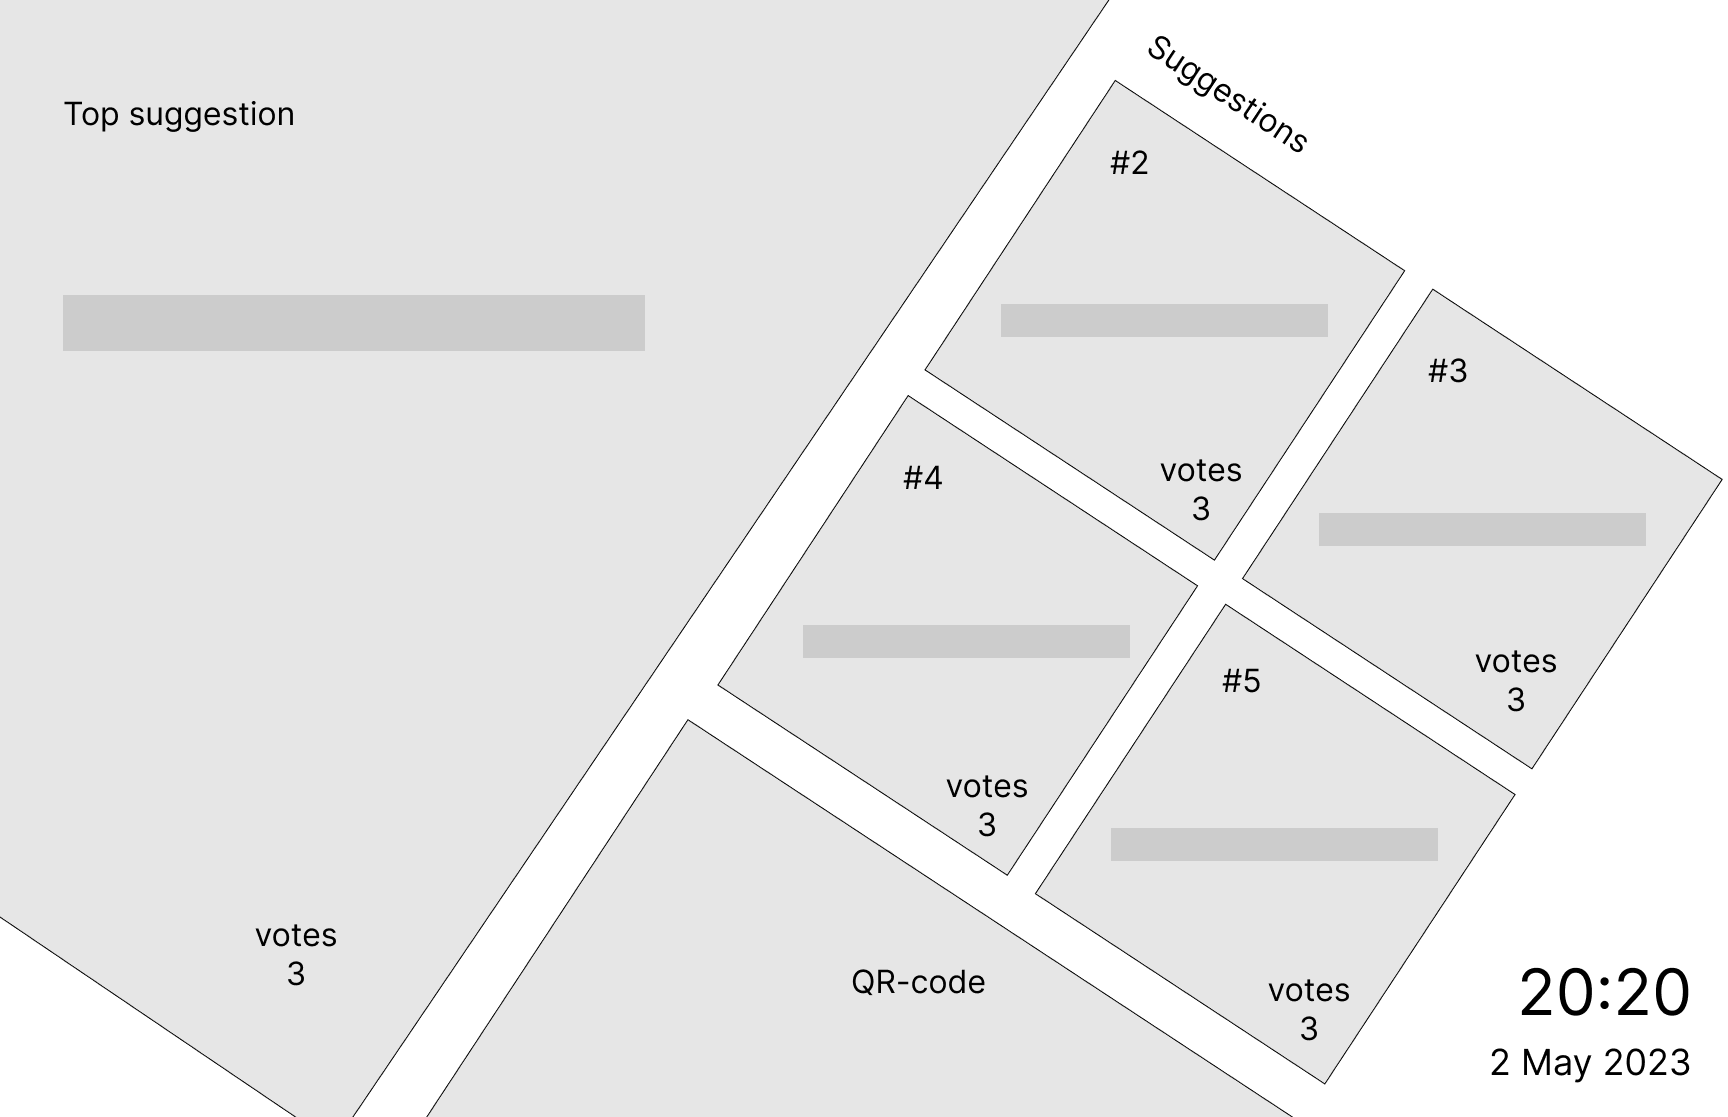 Top suggestion
votes
3
Suggestions
#2
votes
3
#3
votes
3
#4
votes
3
#5
votes
3
QR-code
20:20
2 May 2023